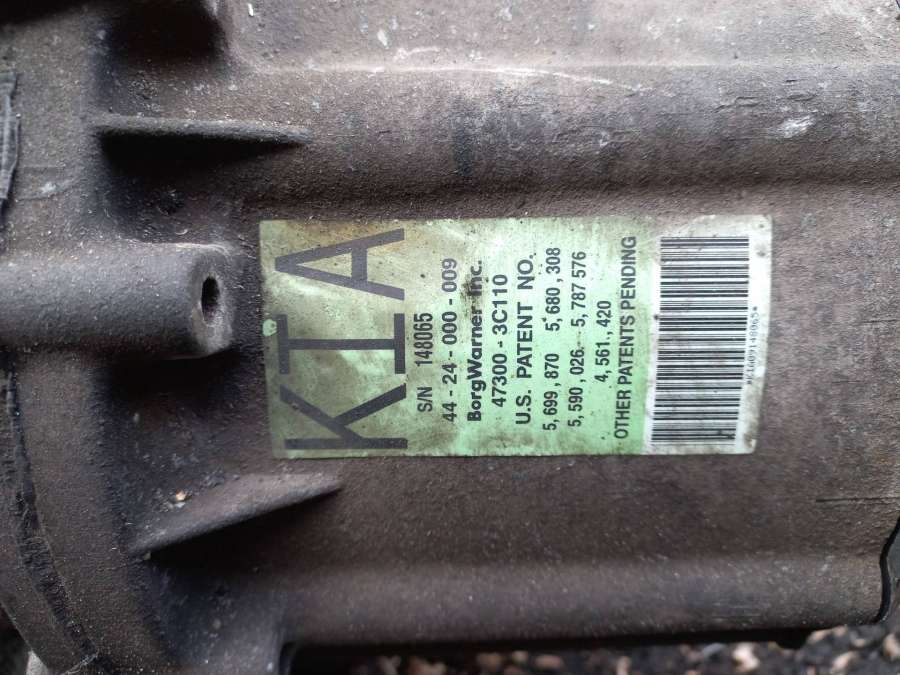 KIA
S/N 148065
44 - 24 - 000 - 009
BorgWarner Inc.
47300 - 3C110
U.S. PATENT NO.
5, 699 , 870 5, 680 , 308
5, 590 , 026. 5, 787 576
4, 561 , 420
OTHER PATENTS PENDING